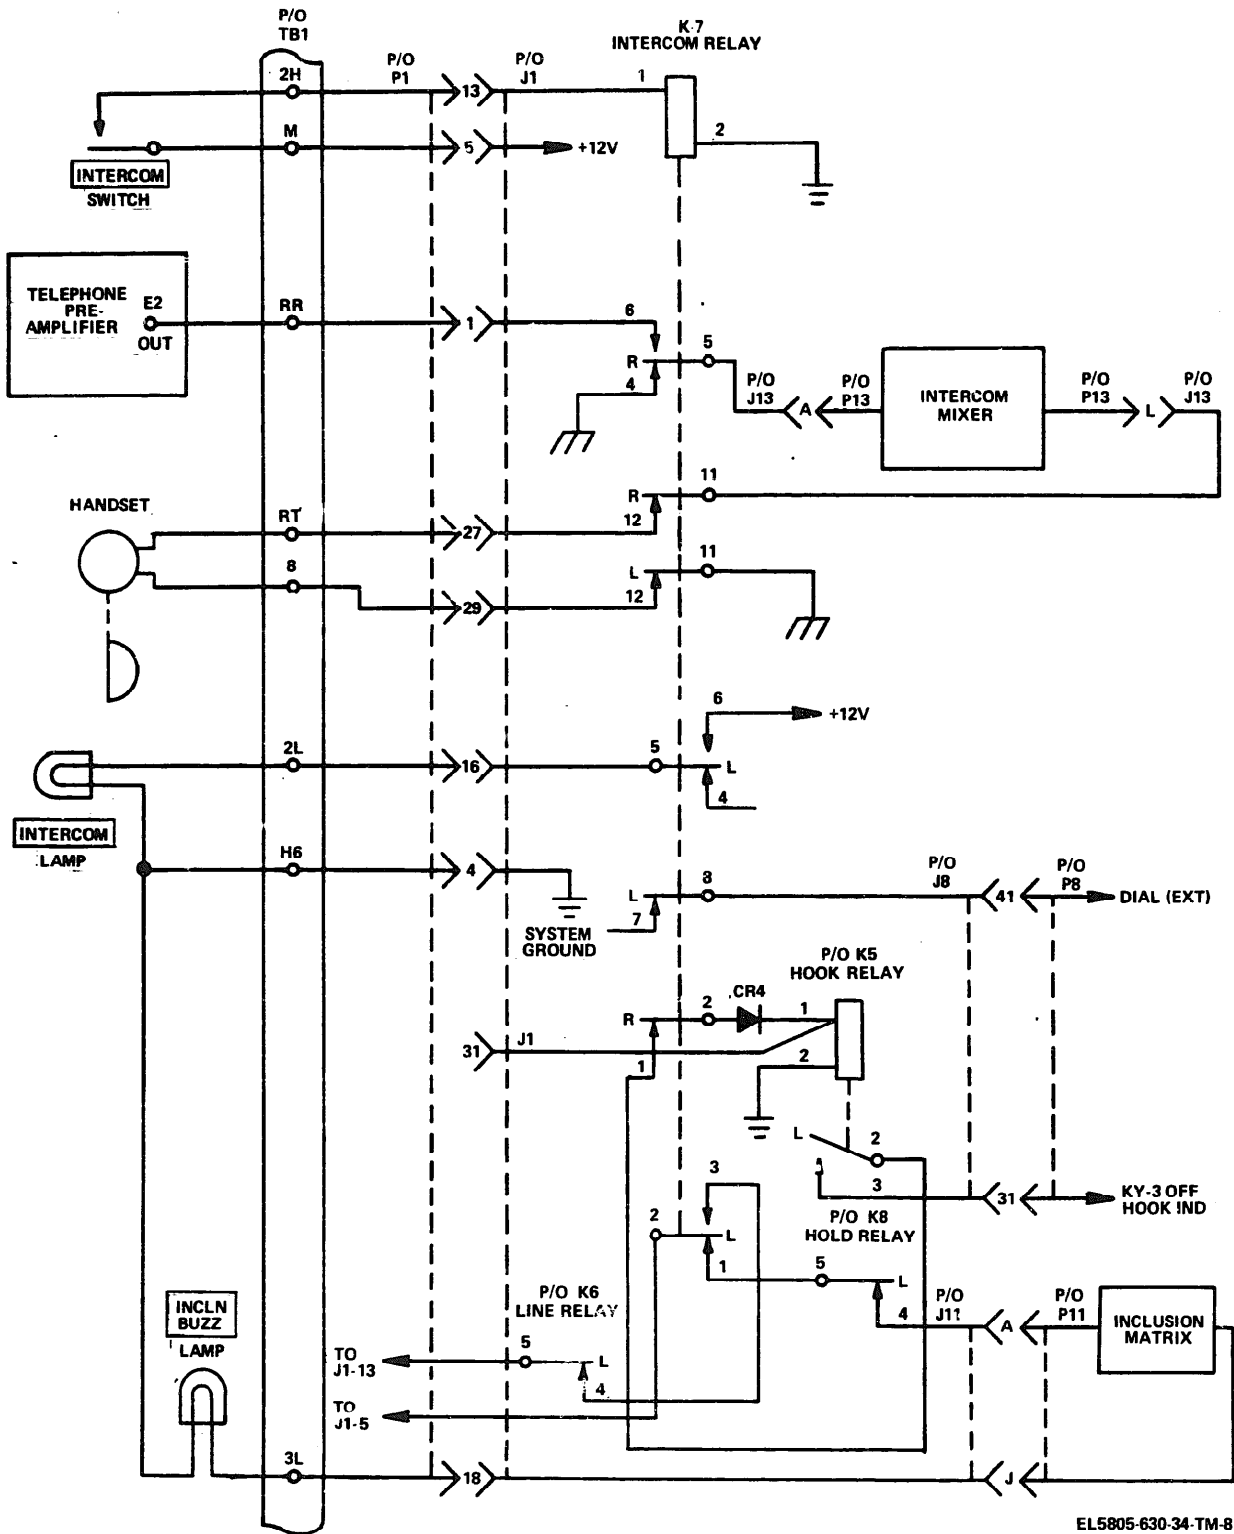 P/O
TB1
K-7
INTERCOM RELAY
P/O
P1
P/O
J1
2H
13
1
M
5
+12V
2
INTERCOM
SWITCH
TELEPHONE
PRE-
AMPLIFIER
E2
OUT
RR
1
6
R
5
4
P/O
J13
A
P/O
P13
INTERCOM
MIXER
P/O
P13
L
P/O
J13
HANDSET
RT
27
R
11
12
8
29
L
11
12
6
+12V
2L
16
5
L
4
INTERCOM
LAMP
H6
4
SYSTEM
GROUND
L
8
7
P/O
J8
41
P/O
P8
DIAL (EXT)
P/O K5
HOOK RELAY
R
2
CR4
1
31
J1
1
2
L
2
3
31
KY-3 OFF
HOOK IND
3
2
L
1
P/O K8
HOLD RELAY
5
L
4
P/O
J11
A
P/O
P11
INCLUSION
MATRIX
P/O K6
LINE RELAY
INCLN
BUZZ
LAMP
TO
J1-13
5
L
4
TO
J1-5
3L
18
J
EL5805-630-34-TM-8